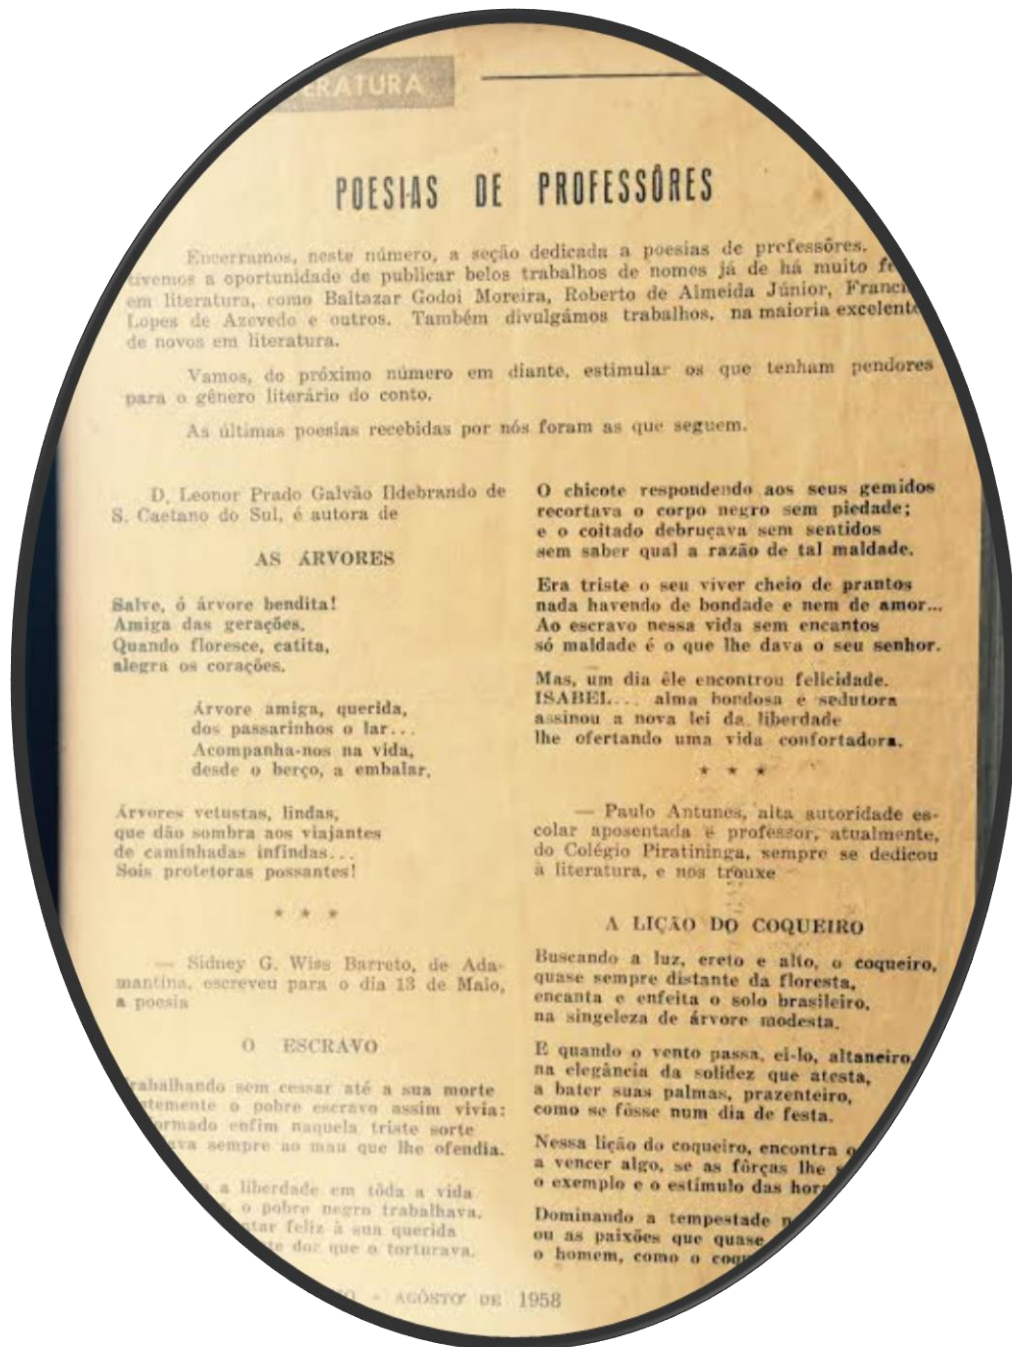 ERATURA
POESIAS DE PROFESSÔRES
Encerramos, neste número, a seção dedicada a poesias de prefessôres.
tivemos a oportunidade de publicar belos trabalhos de nomes já de há muito
em literatura, como Baltazar Godoi Moreira, Roberto de Almeida Júnior,
Lopes de Azevedo e outros. Também divulgámos trabalhos, na maioria excelente
de novos em literatura.
Vamos, do próximo número em diante, estimular os que tenham pendores
para o gênero literário do conto.
As últimas poesias recebidas por nós foram as que seguem.
D. Leonor Prado Galvão Ildebrando de
S. Caetano do Sul, é autora de
AS ÁRVORES
Salve, ó árvore bendita!
Amiga das gerações.
Quando floresce, catita,
alegra os corações.
Árvore amiga, querida,
dos passarinhos o lar...
Acompanha-nos na vida,
desde o berço, a embalar.
Árvores vetustas, lindas,
que dão sombra aos viajantes
de caminhadas infindas...
Sois protetoras possantes!
* * *
— Sidney G. Wiss Barreto, de Ada-
mantina, escreveu para o dia 13 de Maio,
a poesia
O ESCRAVO
rabalhando sem cessar até a sua morte
temente o pobre escravo assim vivia:
ormado enfim naquela triste sorte
ava sempre ao mau que lhe ofendia.
a liberdade em tôda a vida
o pobre negro trabalhava.
tar feliz à sua querida
te dor que o torturava.
O chicote respondendo aos seus gemidos
recortava o corpo negro sem piedade;
e o coitado debruçava sem sentidos
sem saber qual a razão de tal maldade.
Era triste o seu viver cheio de prantos
nada havendo de bondade e nem de amor...
Ao escravo nessa vida sem encantos
só maldade é o que lhe dava o seu senhor.
Mas, um dia êle encontrou felicidade.
ISABEL... alma bondosa e sedutora
assinou a nova lei da liberdade
lhe ofertando uma vida confortadora.
* * *
— Paulo Antunes, alta autoridade es-
colar aposentada e professor, atualmente,
do Colégio Piratininga, sempre se dedicou
à literatura, e nos trouxe
A LIÇÃO DO COQUEIRO
Buscando a luz, ereto e alto, o coqueiro,
quase sempre distante da floresta,
encanta e enfeita o solo brasileiro,
na singeleza de árvore modesta.
E quando o vento passa, ei-lo, altaneiro,
na elegância da solidez que atesta,
a bater suas palmas, prazenteiro,
como se fôsse num dia de festa.
Nessa lição do coqueiro, encontra o
a vencer algo, se as fôrças lhe
o exemplo e o estímulo das hor
Dominando a tempestade n
ou as paixões que quase
o homem, como o coq
O - AGÔSTO DE 1958